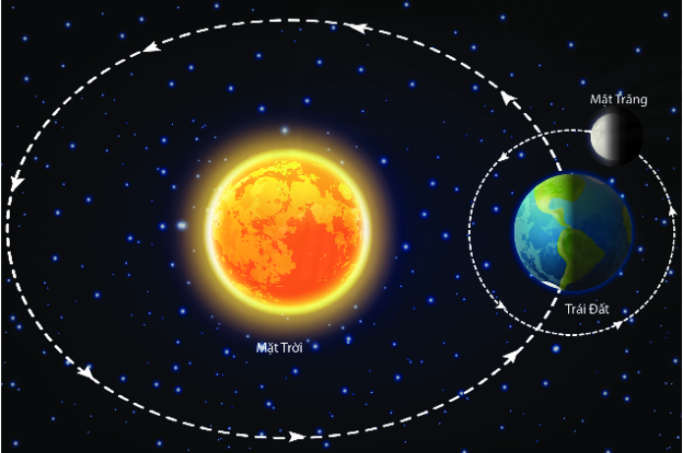 Mặt Trăng
Trái Đất
Mặt Trời